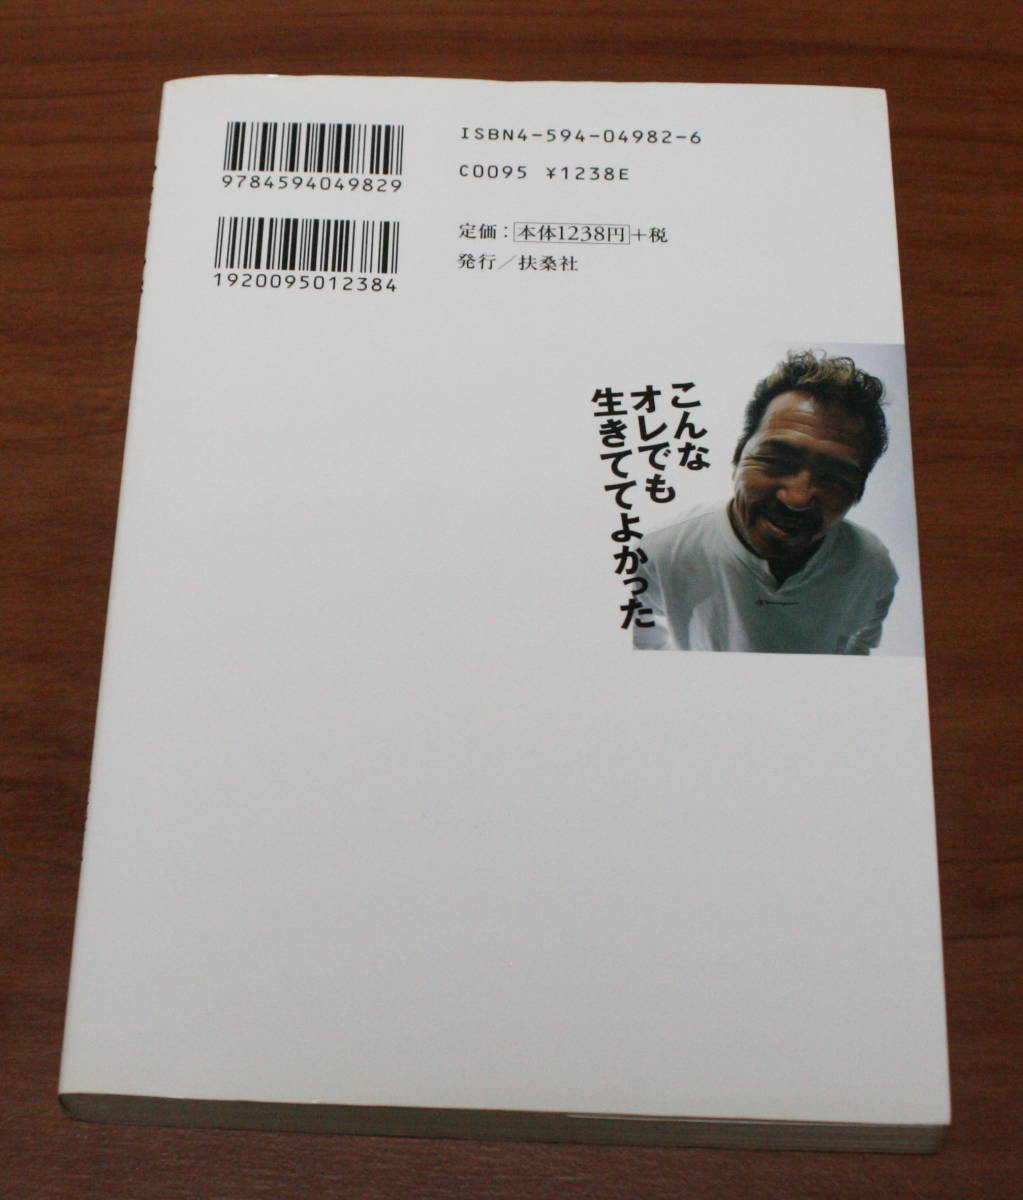 9784594049829
1920095012384
ISBN4-594-04982-6
C0095 ¥1238E
定価：本体1238円+税
発行／扶桑社
こんな
オレでも
生きててよかった
Champion